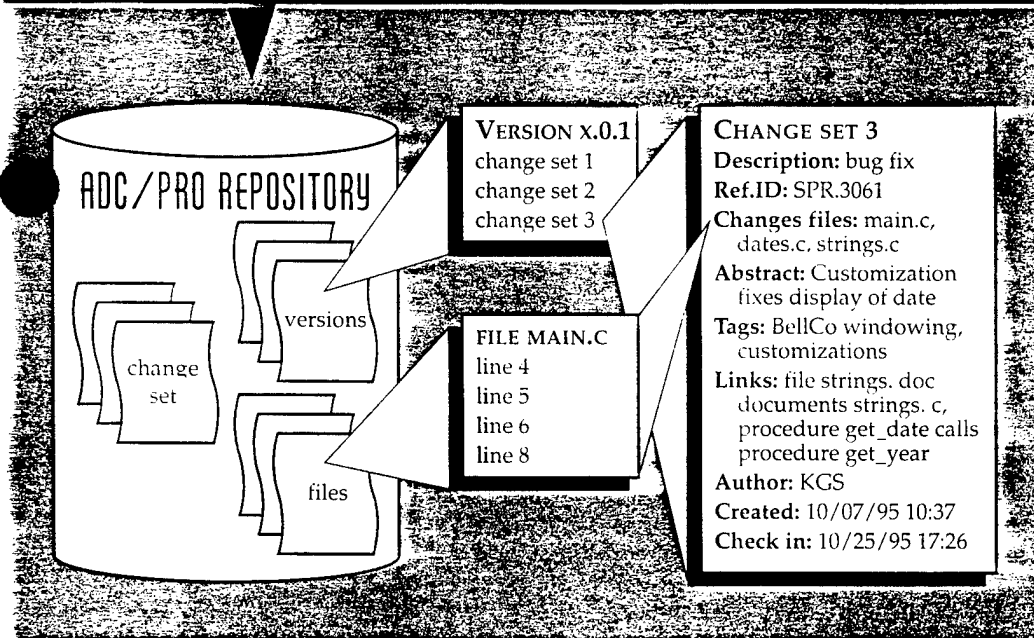 ADC/PRO REPOSITORY
change
set
versions
files
VERSION X.0.1
change set 1
change set 2
change set 3
FILE MAIN.C
line 4
line 5
line 6
line 8
CHANGE SET 3
Description: bug fix
Ref.ID: SPR.3061
Changes files: main.c,
dates.c, strings.c
Abstract: Customization
fixes display of date
Tags: BellCo windowing,
customizations
Links: file strings. doc
documents strings. c,
procedure get_date calls
procedure get_year
Author: KGS
Created: 10/07/95 10:37
Check in: 10/25/95 17:26